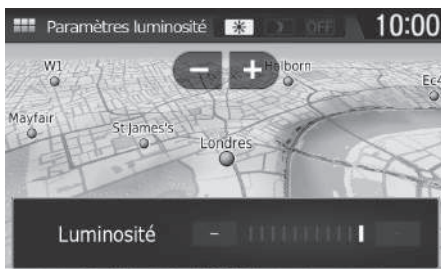 Paramètres luminosité OFF 10:00
W1
Holborn
Mayfair
St James's
Londres
Luminosité